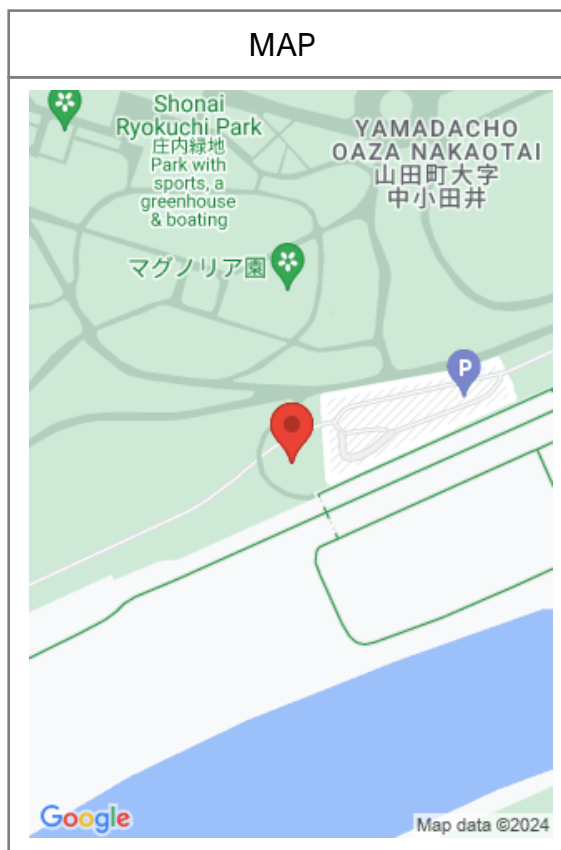 MAP
Shonai
Ryokuchi Park
庄内緑地
Park with
sports, a
greenhouse
& boating
YAMADACHO
OAZA NAKAOTAI
山田町大字
中小田井
マグノリア園
P
Google
Map data ©2024